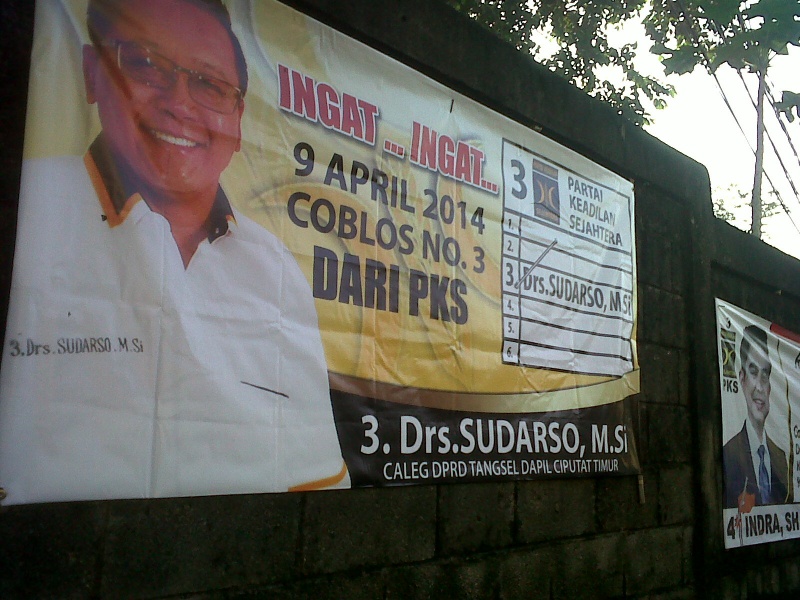 INGAT ... INGAT...
9 APRIL 2014
COBLOS NO. 3
DARI PKS
3
PARTAI
KEADILAN
SEJAHTERA
1.
2.
3. Drs.SUDARSO, M.Si
4.
5.
6.
3.Drs.SUDARSO.M.Si
3. Drs.SUDARSO, M.Si
CALEG DPRD TANGSEL DAPIL CIPUTAT TIMUR
PKS
4 INDRA, SH